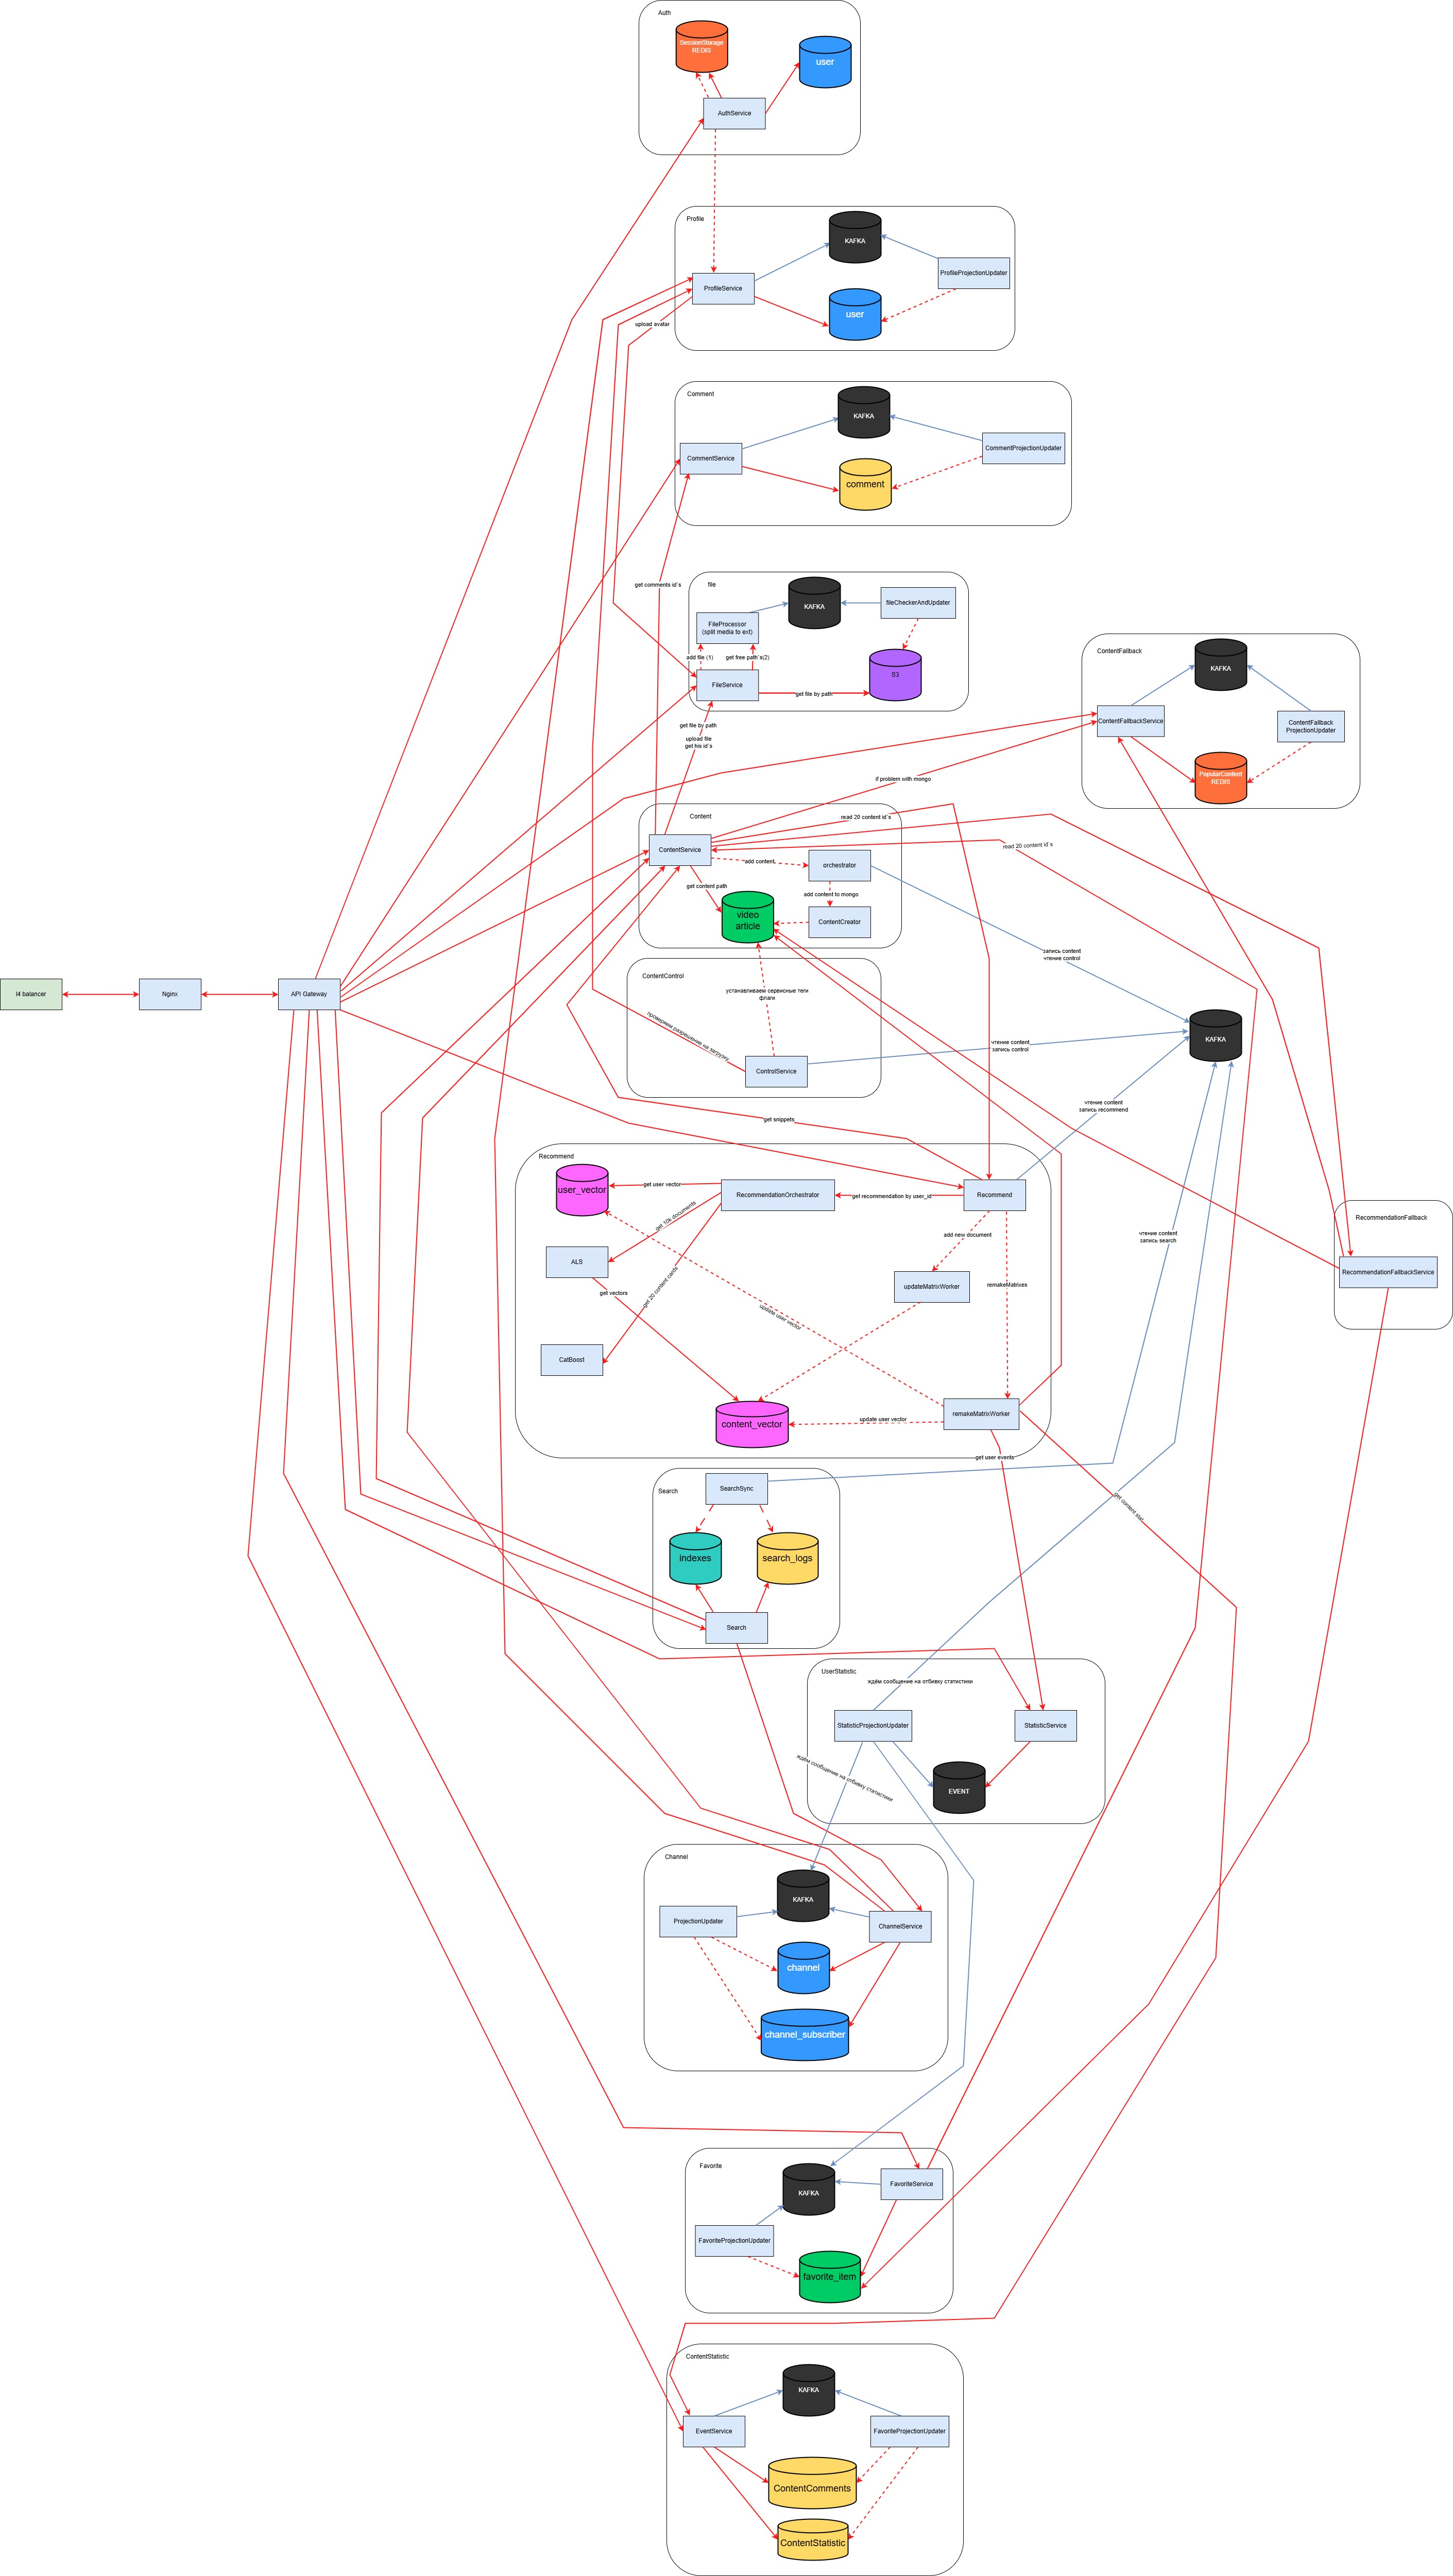 Auth
SessionStorage
REDIS
user
AuthService
Profile
KAFKA
ProfileProjectionUpdater
ProfileService
user
upload avatar
Comment
KAFKA
CommentService
CommentProjectionUpdater
comment
get comments id`s
file
KAFKA
fileCheckerAndUpdater
FileProcessor
(split media to ext)
add file (1)
get free path`s(2)
S3
FileService
get file by path
get file by path
upload file
get his id`s
ContentFallback
KAFKA
ContentFallbackService
ContentFallback
ProjectionUpdater
PopularContent
REDIS
if problem with mongo
Content
read 20 content id`s
ContentService
read 20 content id`s
add content
orchestrator
get content path
add content to mongo
video
article
ContentCreator
запись content
чтение control
ContentControl
l4 balancer
Nginx
API Gateway
устанавливаем сервисные теги
флаги
проверяем разрешение на загрузку
чтение content
запись control
KAFKA
ControlService
чтение content
запись recommend
get snippets
Recommend
user_vector
get user vector
RecommendationOrchestrator
get recommendation by user_id
Recommend
get 10k documents
add new document
ALS
get vectors
get 20 content cards
updateMatrixWorker
remakeMatrixes
update user vector
CatBoost
content_vector
update user vector
remakeMatrixWorker
чтение content
запись search
RecommendationFallback
RecommendationFallbackService
get user events
get content stat
Search
SearchSync
indexes
search_logs
Search
UserStatistic
ждём сообщение на отбивку статистики
StatisticProjectionUpdater
StatisticService
ждём сообщение на отбивку статистики
EVENT
Channel
KAFKA
ProjectionUpdater
ChannelService
channel
channel_subscriber
Favorite
KAFKA
FavoriteService
FavoriteProjectionUpdater
favorite_item
ContentStatistic
KAFKA
EventService
FavoriteProjectionUpdater
ContentComments
ContentStatistic